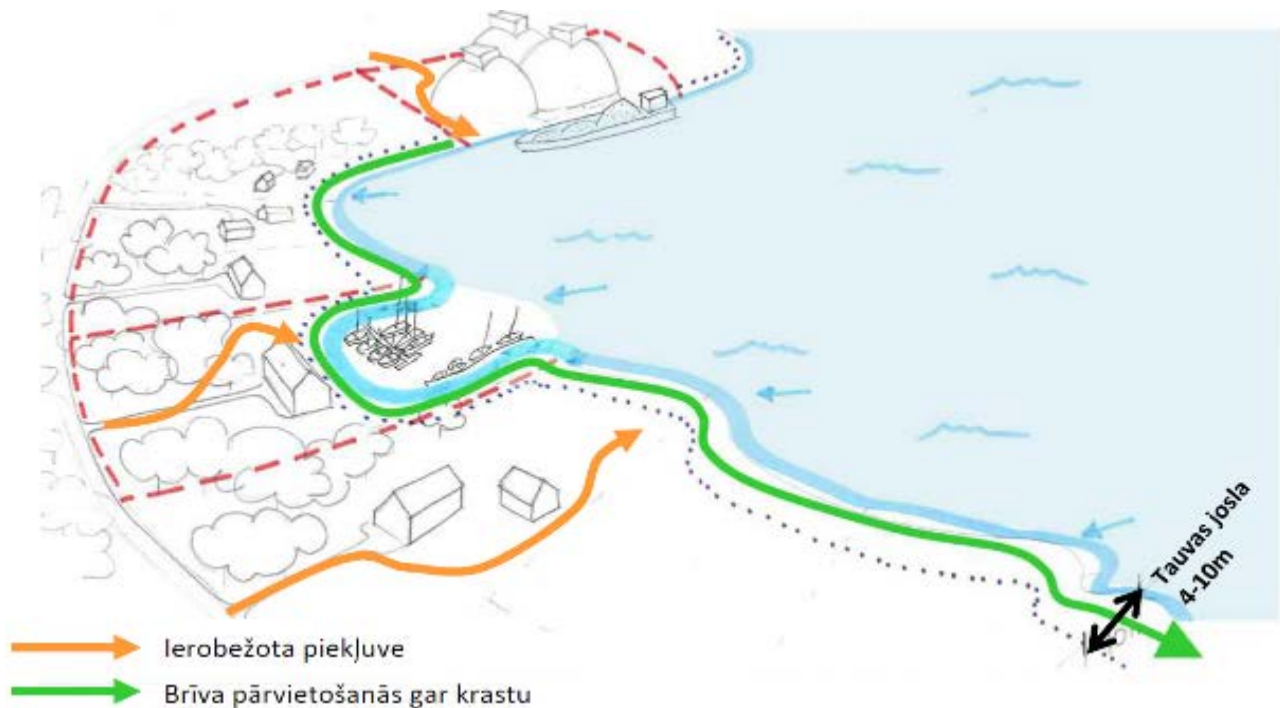 Tauvas josla
4-10m
Ierobežota piekļuve
Brīva pārvietošanās gar krastu